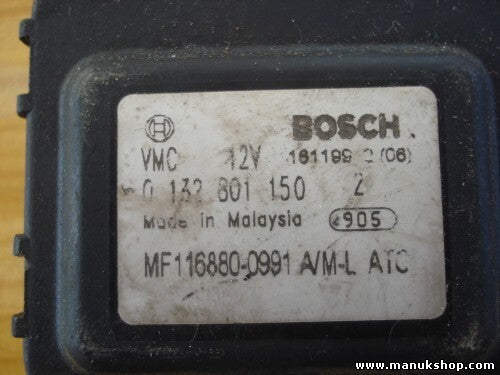 BOSCH
VMC 12V 161199 2 (06)
0 132 801 150 2
Made in Malaysia 905
MF116880-0991 A/M-L ATC
www.manukshop.com